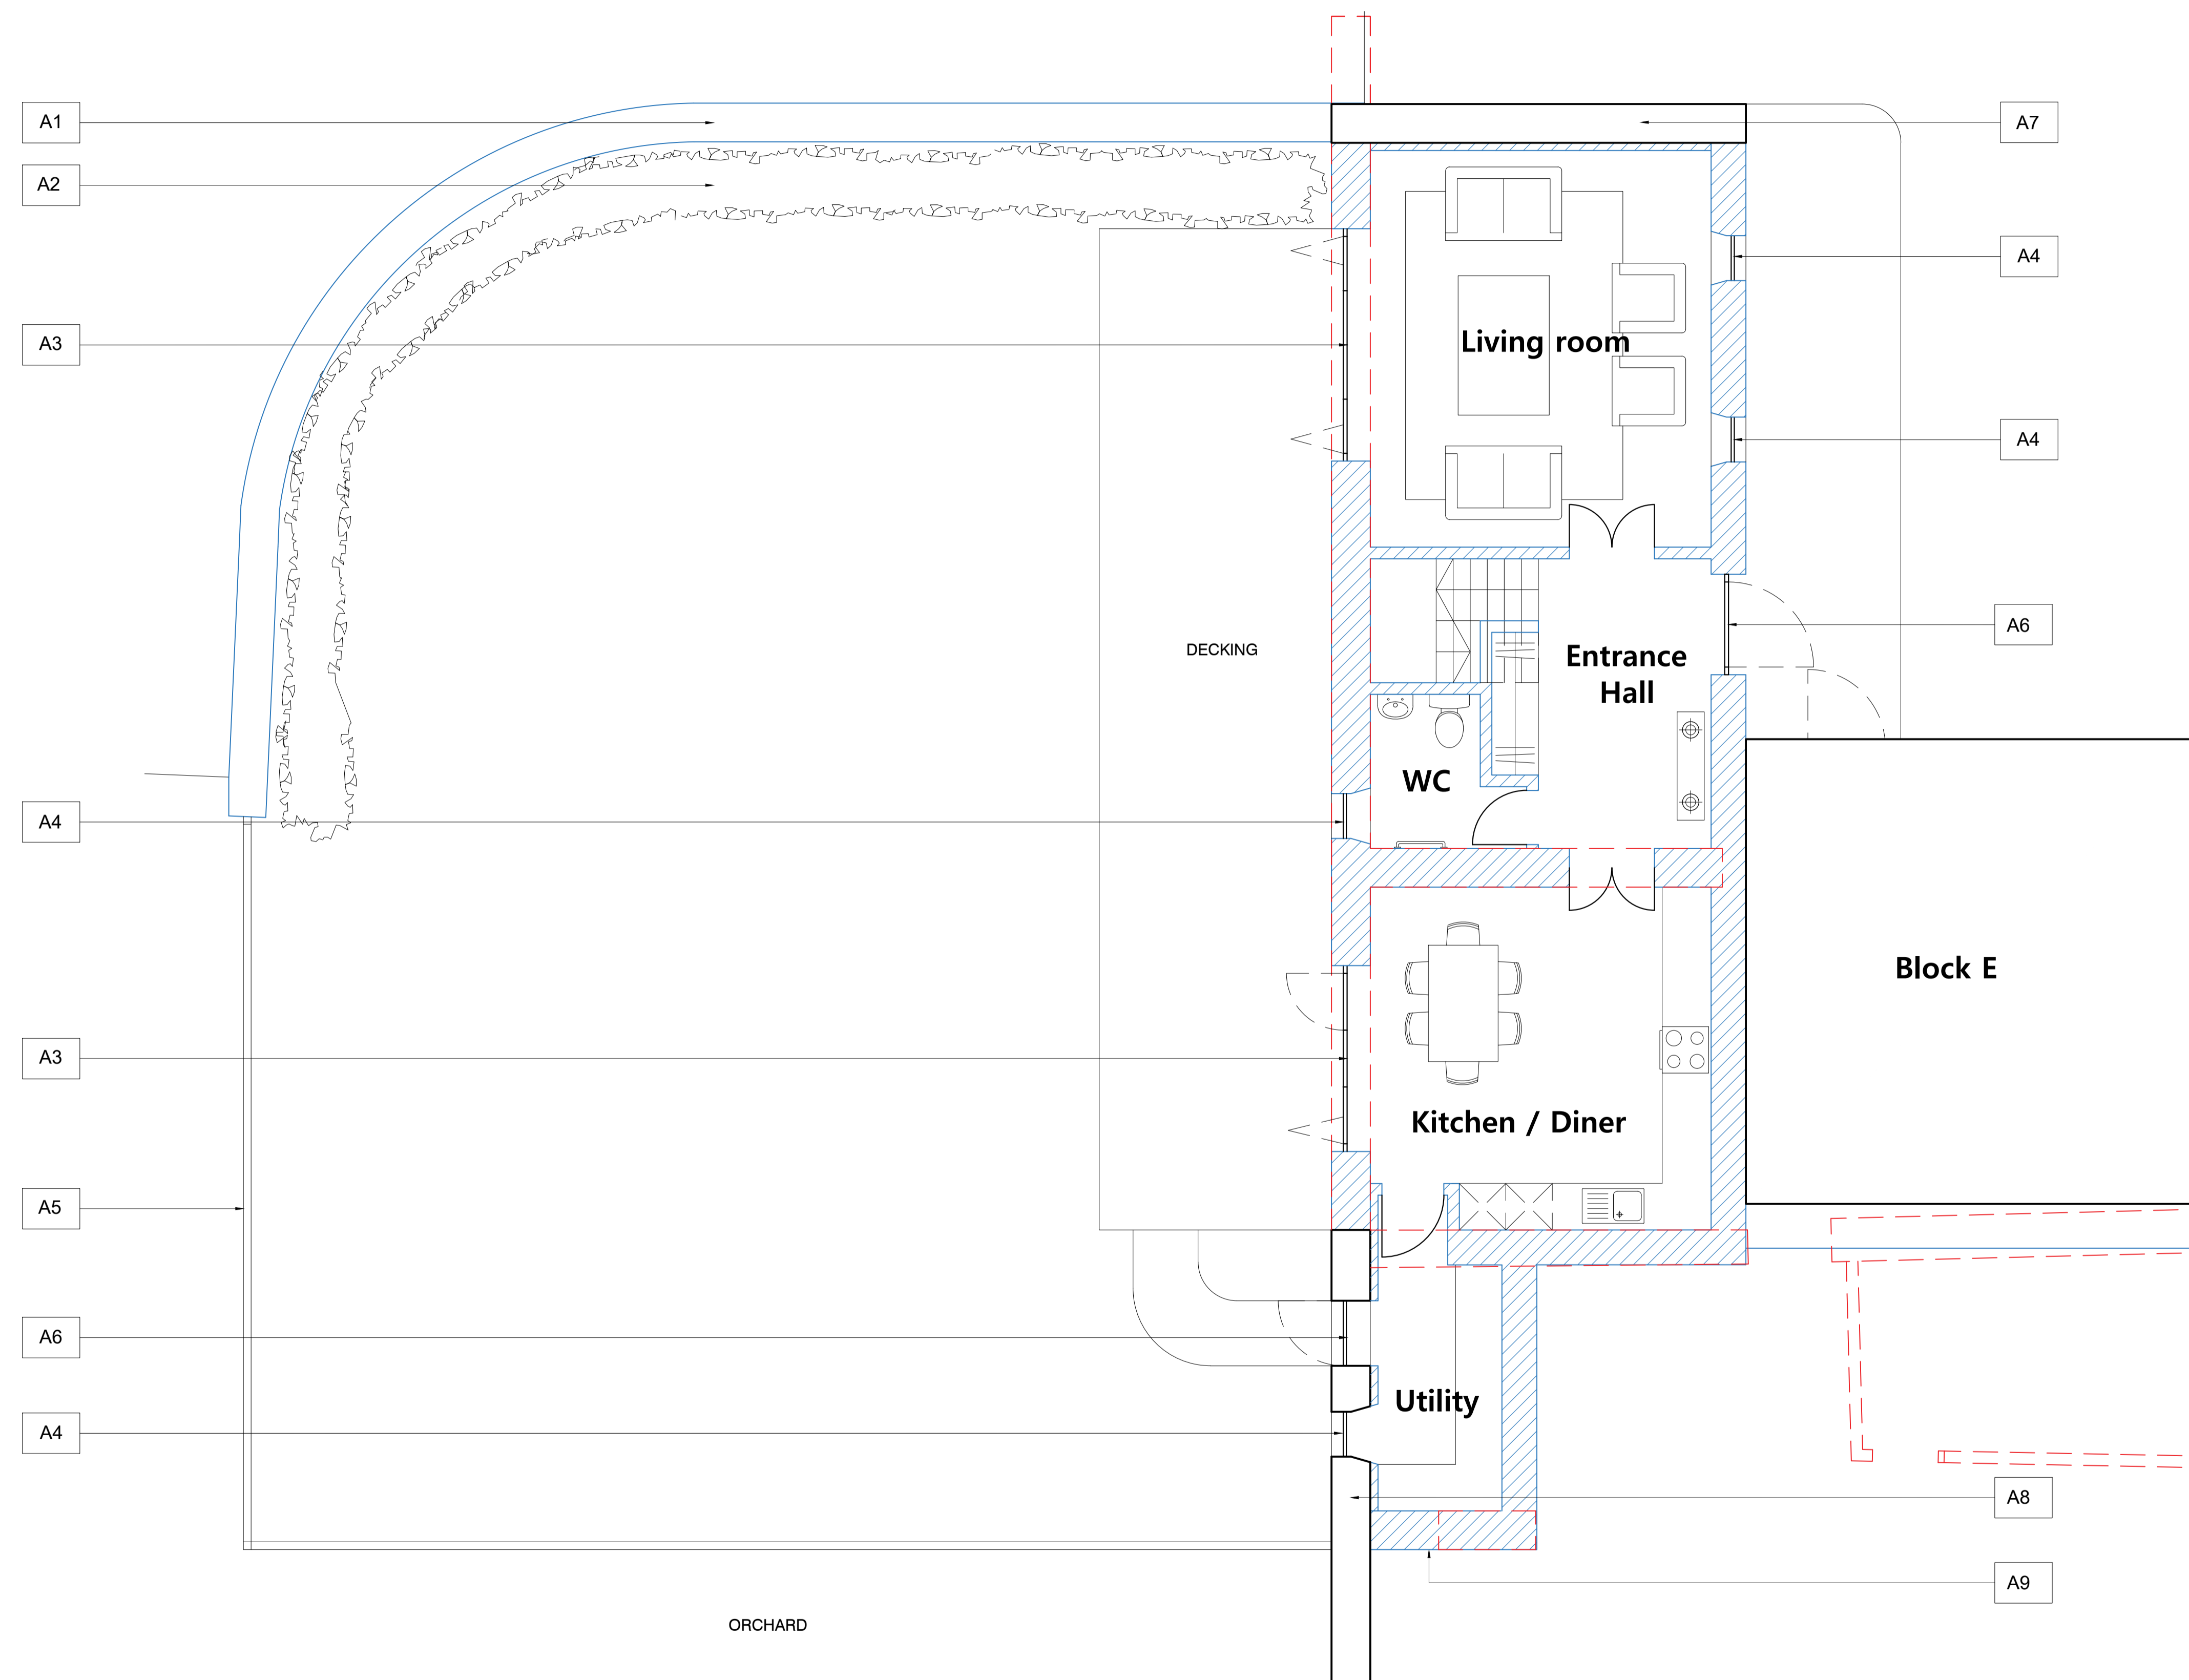 A1
A7
A2
A4
A3
Living room
A4
A6
DECKING
Entrance
Hall
WC
A4
Block E
A3
Kitchen / Diner
A5
A6
Utility
A4
A8
A9
ORCHARD